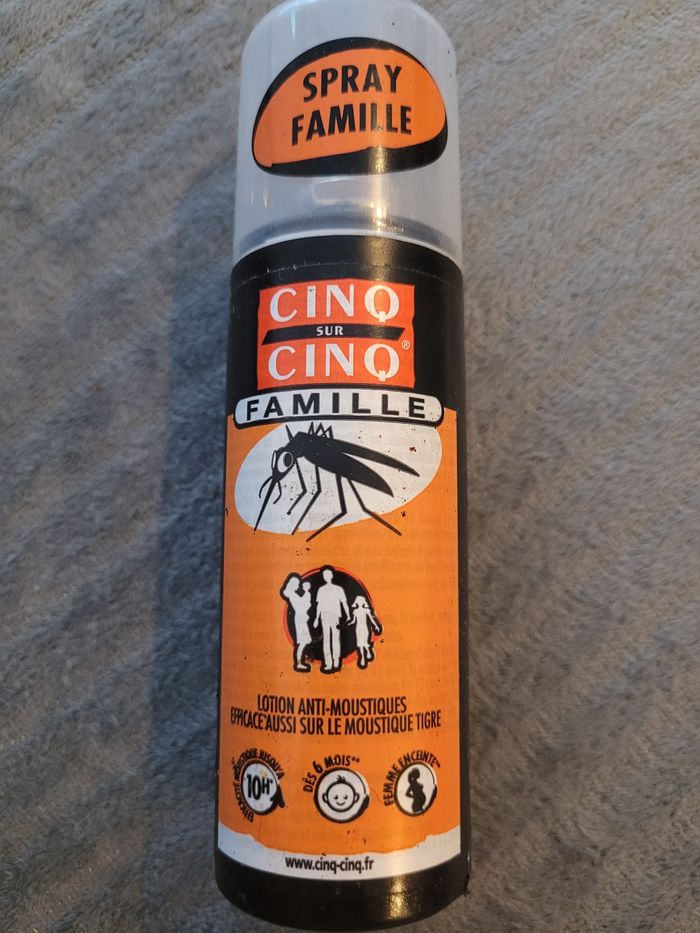 SPRAY
FAMILLE
CINQ
SUR
CINQ®
FAMILLE
LOTION ANTI-MOUSTIQUES
EFFICACE AUSSI SUR LE MOUSTIQUE TIGRE
JUSQU'À
10H*
DÈS 6 MOIS**
FEMME ENCEINTE**
www.cinq-cinq.fr